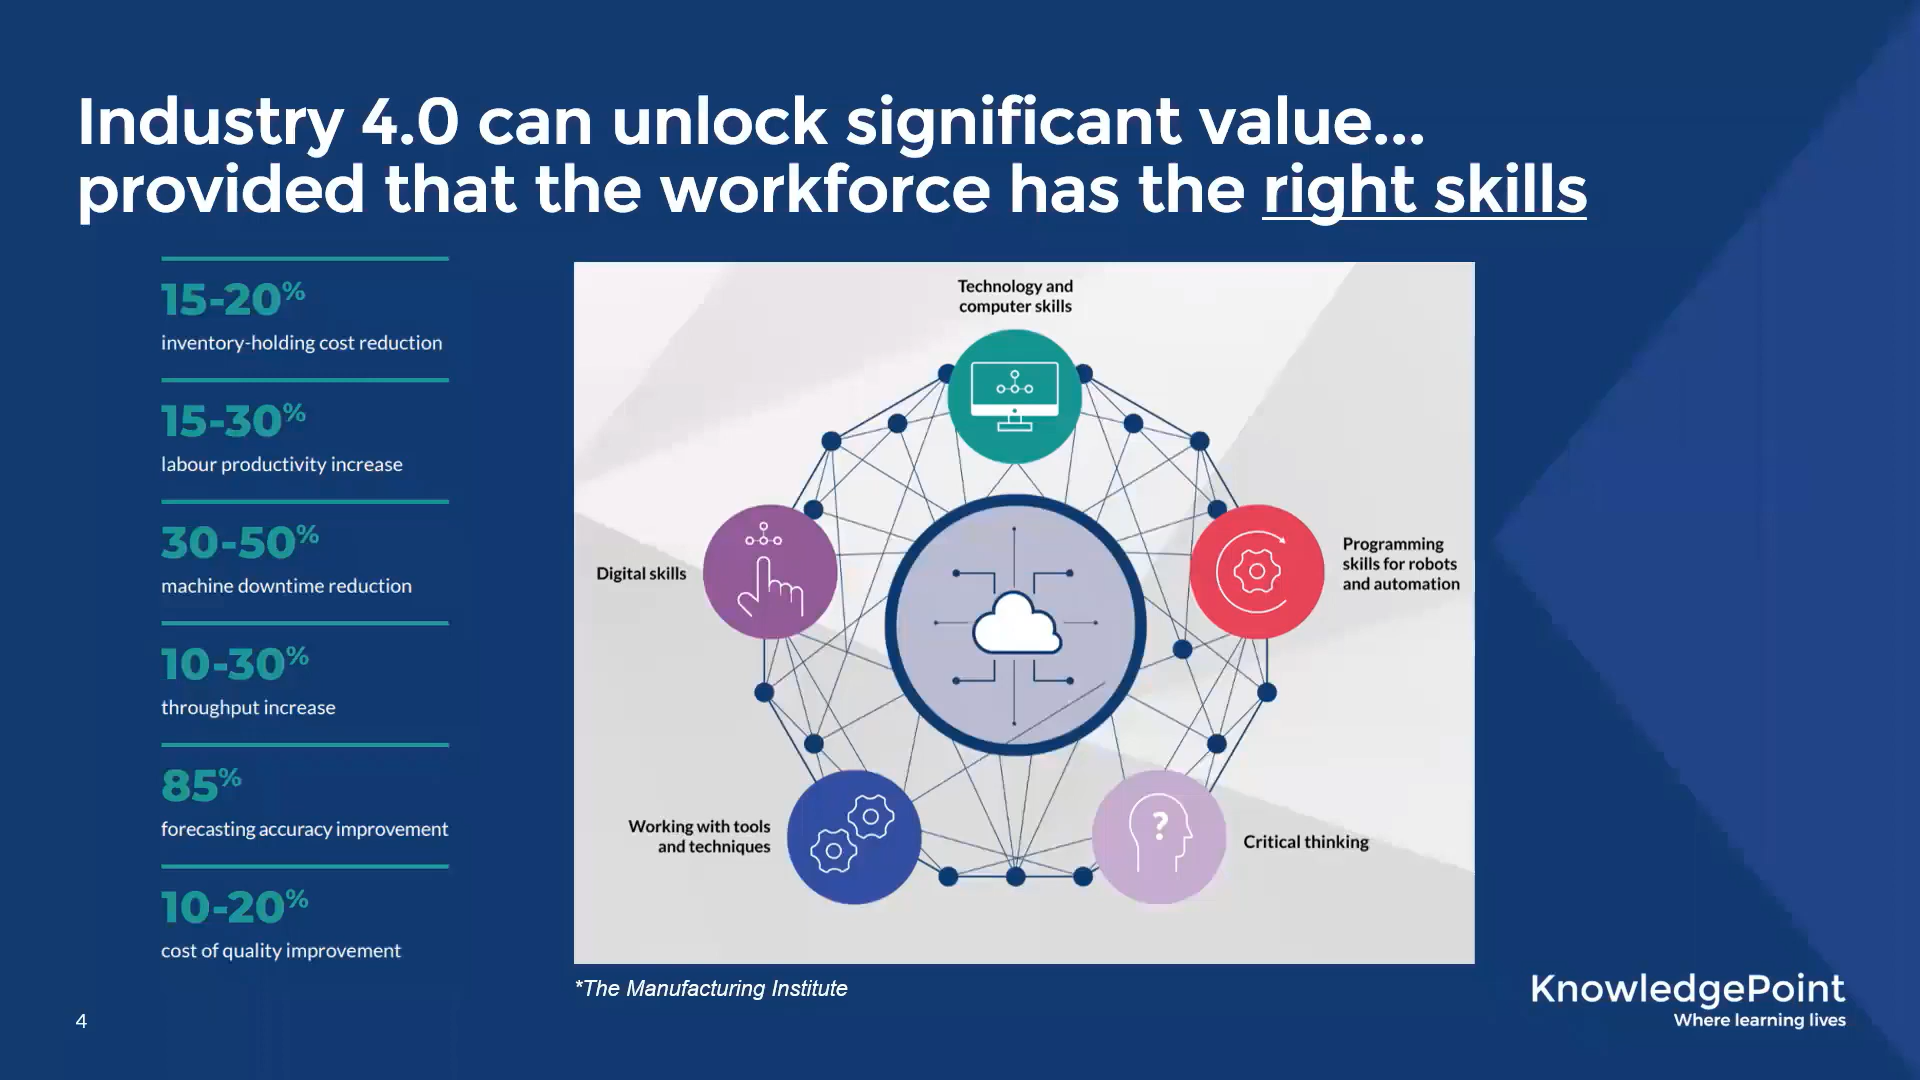 Industry 4.0 can unlock significant value...
provided that the workforce has the right skills
15-20%
inventory-holding cost reduction
15-30%
labour productivity increase
30-50%
machine downtime reduction
10-30%
throughput increase
85%
forecasting accuracy improvement
10-20%
cost of quality improvement
Technology and
computer skills
Digital skills
Programming
skills for robots
and automation
Working with tools
and techniques
?
Critical thinking
*The Manufacturing Institute
KnowledgePoint
Where learning lives
4